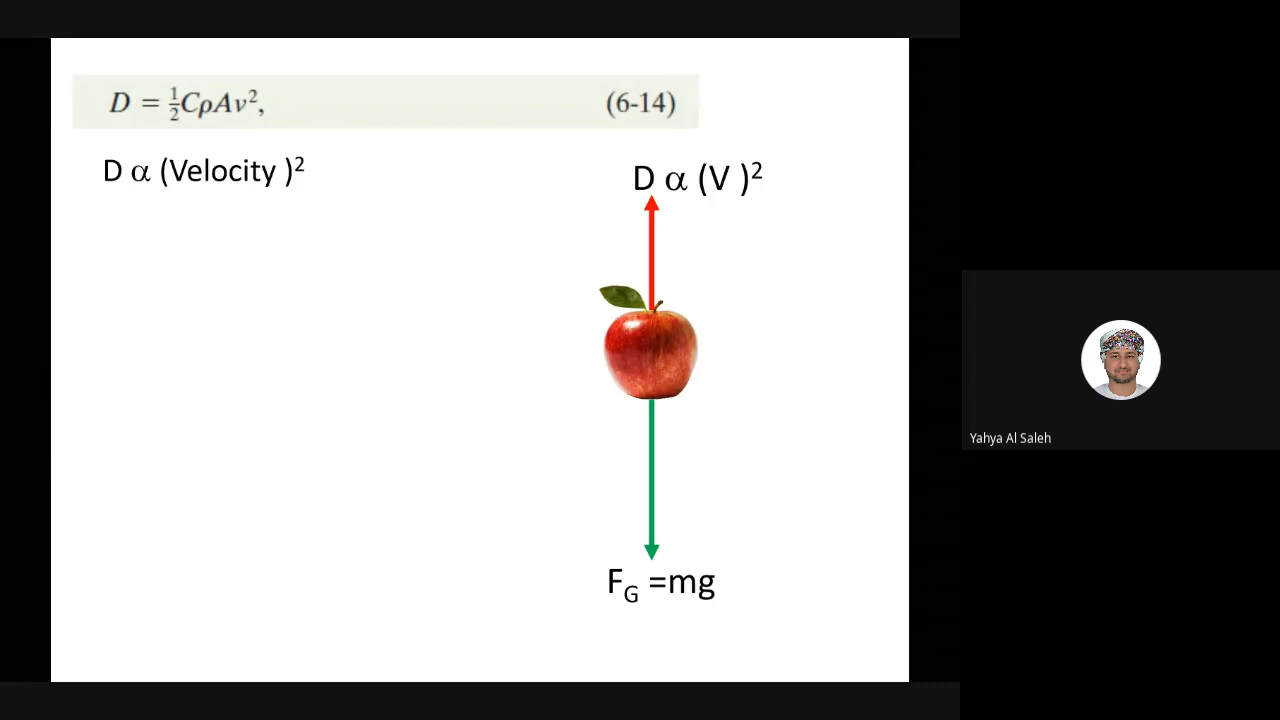 D = ½CρAv², (6-14)
D α (Velocity )²
D α (V )²
F_G =mg
Yahya Al Saleh